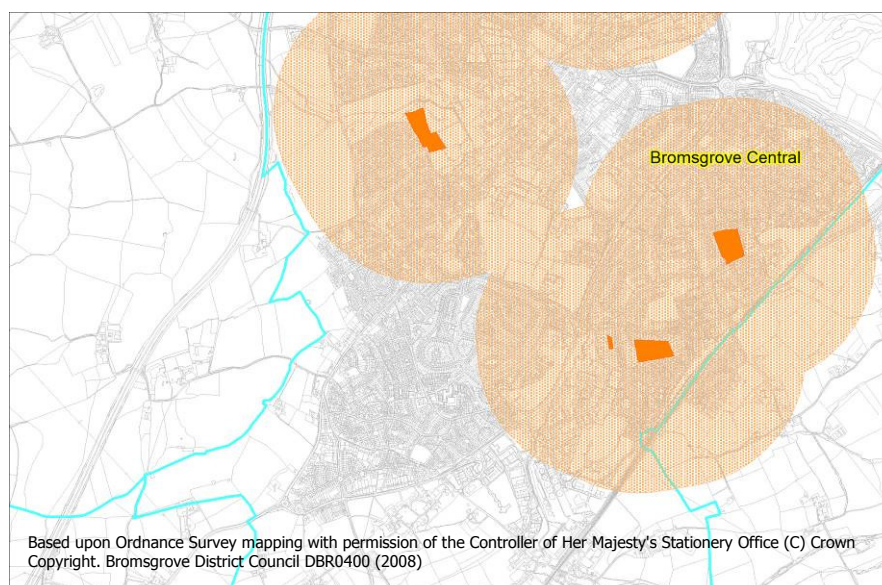 Bromsgrove Central
Based upon Ordnance Survey mapping with permission of the Controller of Her Majesty's Stationery Office (C) Crown
Copyright. Bromsgrove District Council DBR0400 (2008)